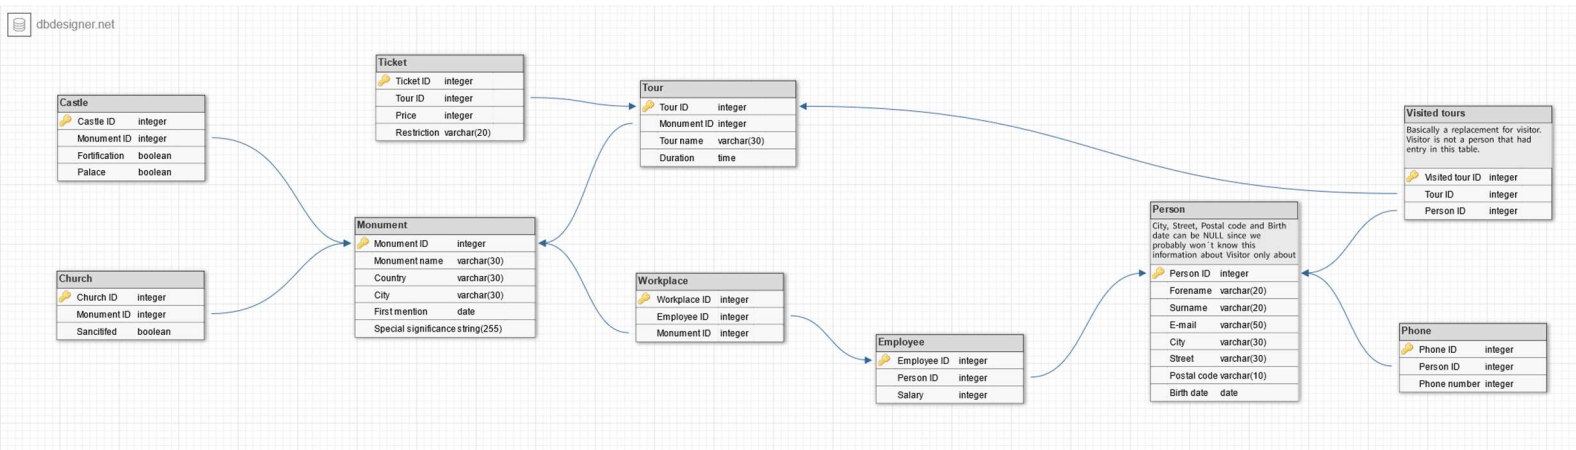 dbdesigner.net
Castle
Castle ID integer
Monument ID integer
Fortification boolean
Palace boolean
Church
Church ID integer
Monument ID integer
Sancitifed boolean
Ticket
Ticket ID integer
Tour ID integer
Price integer
Restriction varchar(20)
Monument
Monument ID integer
Monument name varchar(30)
Country varchar(30)
City varchar(30)
First mention date
Special significance string(255)
Tour
Tour ID integer
Monument ID integer
Tour name varchar(30)
Duration time
Workplace
Workplace ID integer
Employee ID integer
Monument ID integer
Employee
Employee ID integer
Person ID integer
Salary integer
Person
City, Street, Postal code and Birth
date can be NULL since we
probably won´t know this
information about Visitor only about
Person ID integer
Forename varchar(20)
Surname varchar(20)
E-mail varchar(50)
City varchar(30)
Street varchar(30)
Postal code varchar(10)
Birth date date
Visited tours
Basically a replacement for visitor.
Visitor is not a person that had
entry in this table.
Visited tour ID integer
Tour ID integer
Person ID integer
Phone
Phone ID integer
Person ID integer
Phone number integer